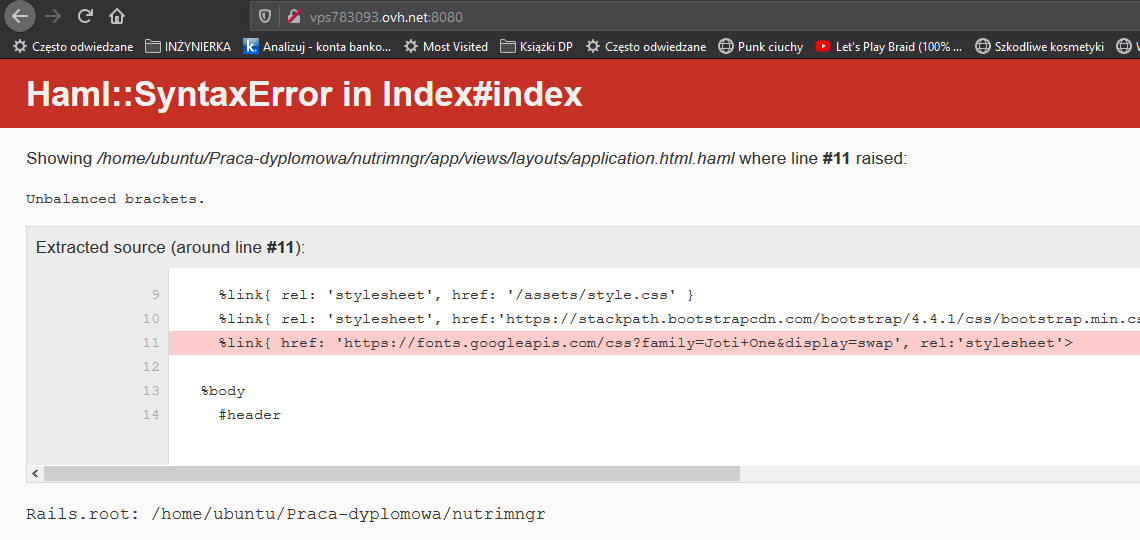 vps783093.ovh.net:8080
Często odwiedzane INŻYNIERKA Analizuj - konta banko... Most Visited Książki DP Często odwiedzane Punk ciuchy Let's Play Braid (100% ... Szkodliwe kosmetyki
Haml::SyntaxError in Index#index
Showing /home/ubuntu/Praca-dyplomowa/nutrimngr/app/views/layouts/application.html.haml where line #11 raised:
Unbalanced brackets.
Extracted source (around line #11):
9 %link{ rel: 'stylesheet', href: '/assets/style.css' }
10 %link{ rel: 'stylesheet', href:'https://stackpath.bootstrapcdn.com/bootstrap/4.4.1/css/bootstrap.min.cs
11 %link{ href: 'https://fonts.googleapis.com/css?family=Joti+One&display=swap', rel:'stylesheet'>
12
13 %body
14 #header
Rails.root: /home/ubuntu/Praca-dyplomowa/nutrimngr